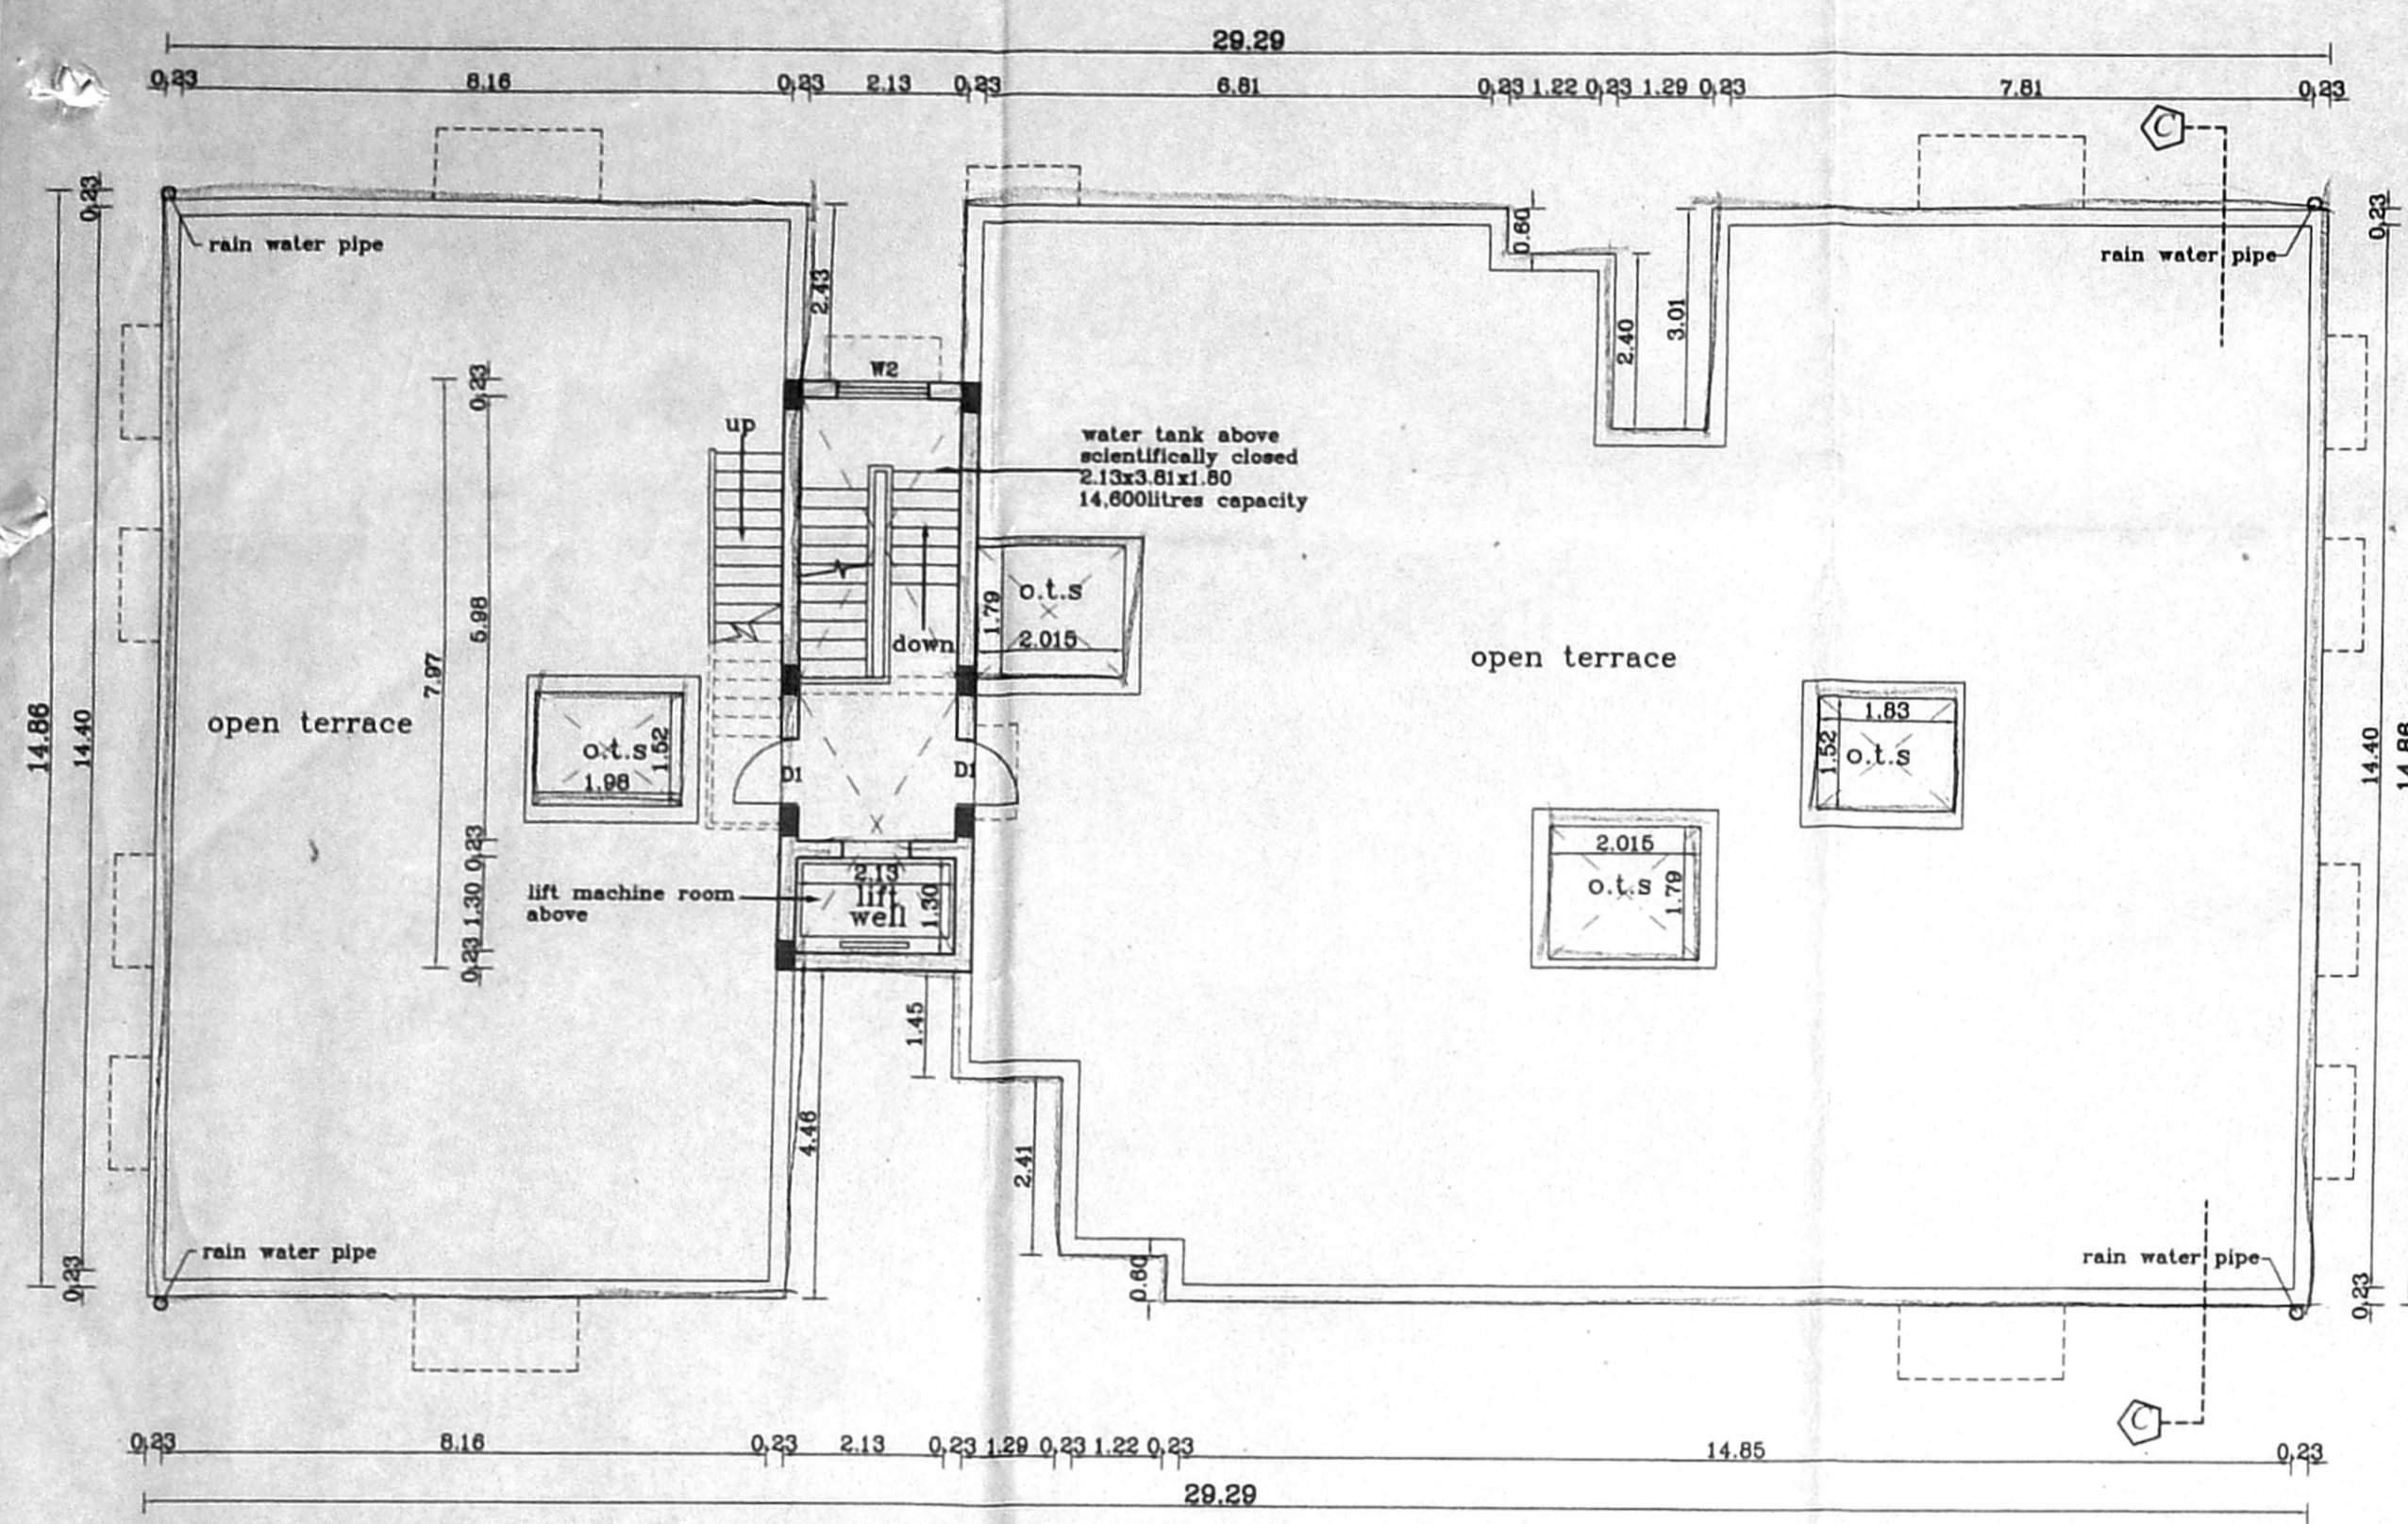 29.29
0.23 8.16 0.23 2.13 0.23 6.81 0.23 1.22 0.23 1.29 0.23 7.81 0.23
C
0.23
0.23
rain water pipe
rain water pipe
0.60
2.43
2.40
3.01
W2
0.23
up
water tank above
scientifically closed
2.13x3.81x1.80
14,600litres capacity
o.t.s
1.79
2.015
down
5.98
7.97
open terrace
14.86
14.40
open terrace
o.t.s
1.52
1.98
D1
D1
1.83
1.52
o.t.s
14.40
14.86
2.015
o.t.s
1.79
0.23
1.30
0.23
lift machine room
above
2.13
lift
well
1.30
1.45
4.46
2.41
0.60
rain water pipe
rain water pipe
0.23
0.23
C
0.23 8.16 0.23 2.13 0.23 1.29 0.23 1.22 0.23 14.85 0.23
29.29